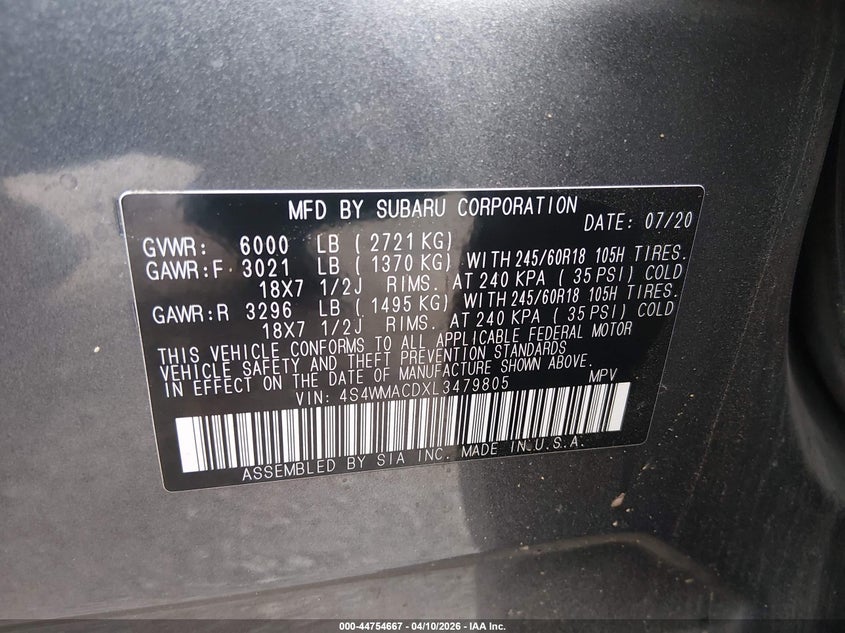 MFD BY SUBARU CORPORATION
DATE: 07/20
GVWR: 6000 LB ( 2721 KG)
GAWR:F 3021 LB ( 1370 KG) WITH 245/60R18 105H TIRES.
18X7 1/2J RIMS. AT 240 KPA ( 35 PSI) COLD
GAWR:R 3296 LB ( 1495 KG) WITH 245/60R18 105H TIRES.
18X7 1/2J RIMS. AT 240 KPA ( 35 PSI) COLD
THIS VEHICLE CONFORMS TO ALL APPLICABLE FEDERAL MOTOR
VEHICLE SAFETY AND THEFT PREVENTION STANDARDS
IN EFFECT ON THE DATE OF MANUFACTURE SHOWN ABOVE.
VIN: 4S4WMACDXL3479805 MPV
ASSEMBLED BY SIA INC. MADE IN U.S.A.
000-44754667 - 04/10/2026 - IAA Inc.